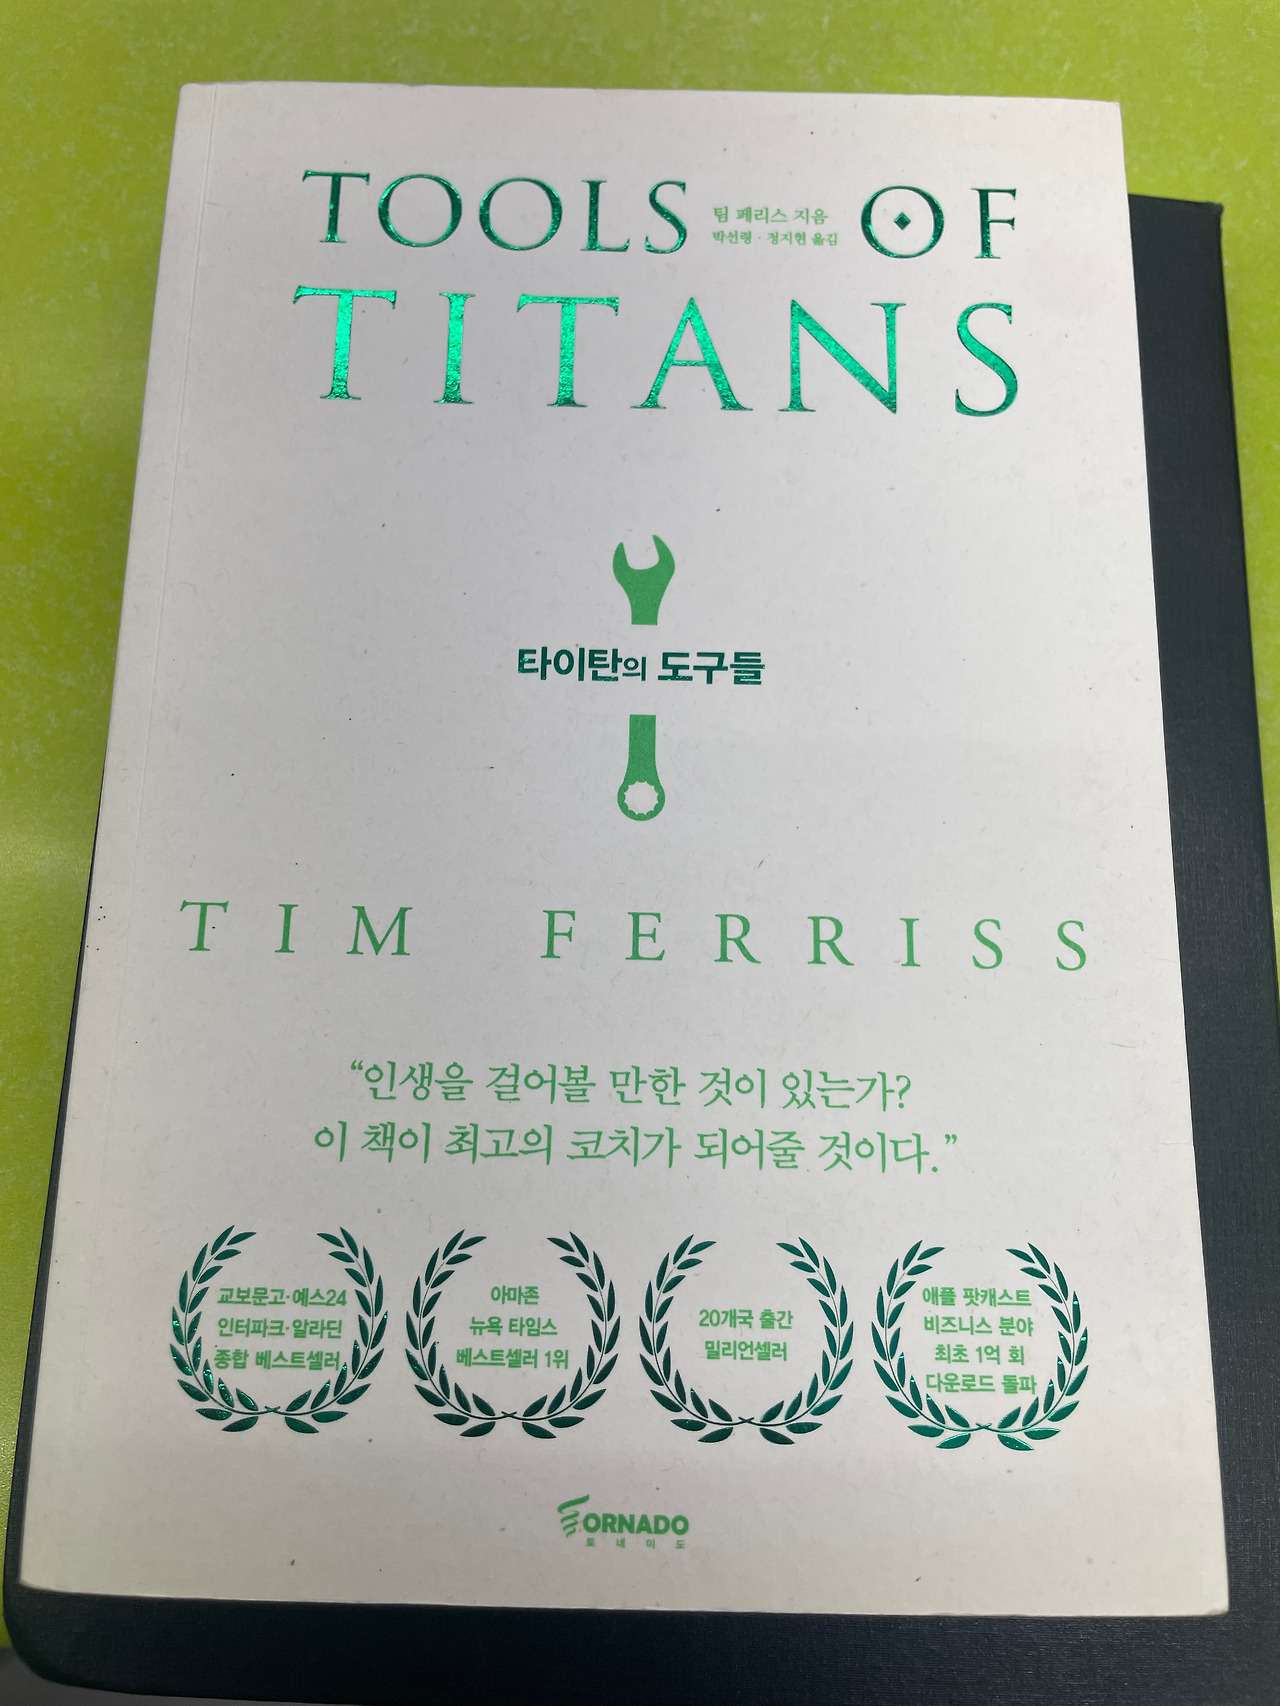 TOOLS OF
팀 페리스 지음
박선령 · 정지현 옮김
TITANS
타이탄의 도구들
TIM FERRISS
“인생을 걸어볼 만한 것이 있는가?
이 책이 최고의 코치가 되어줄 것이다.”
교보문고·예스24
인터파크·알라딘
종합 베스트셀러
아마존
뉴욕 타임스
베스트셀러 1위
20개국 출간
밀리언셀러
애플 팟캐스트
비즈니스 분야
최초 1억 회
다운로드 돌파
TORNADO
토네이도